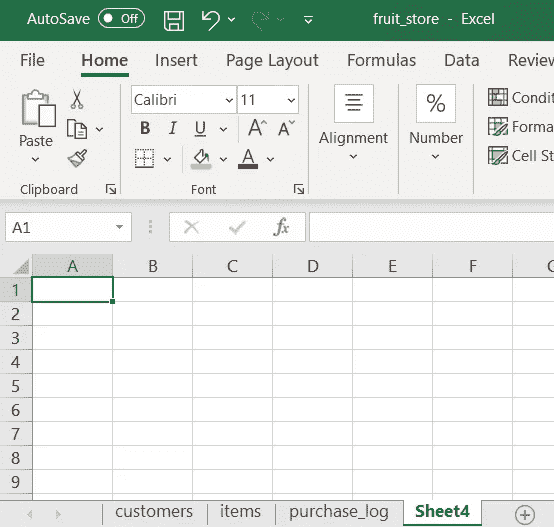 AutoSave Off fruit_store - Excel
File Home Insert Page Layout Formulas Data Review
Calibri 11 % Condit
B I U A A Alignment Number Forma
Paste A Cell St
Clipboard Font
A1 fx
A B C D E F
1
2
3
4
5
6
7
8
9
customers items purchase_log Sheet4